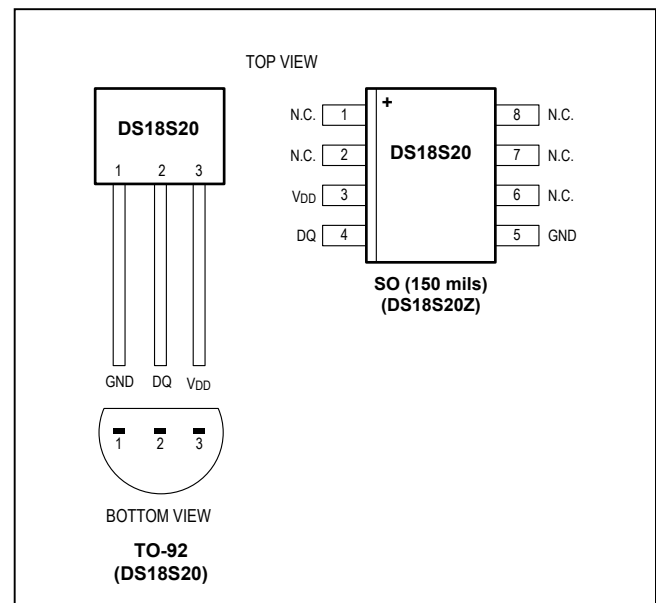 TOP VIEW
DS18S20
1 2 3
GND DQ VDD
1 2 3
BOTTOM VIEW
TO-92
(DS18S20)
+
DS18S20
N.C. 1
N.C. 2
VDD 3
DQ 4
8 N.C.
7 N.C.
6 N.C.
5 GND
SO (150 mils)
(DS18S20Z)